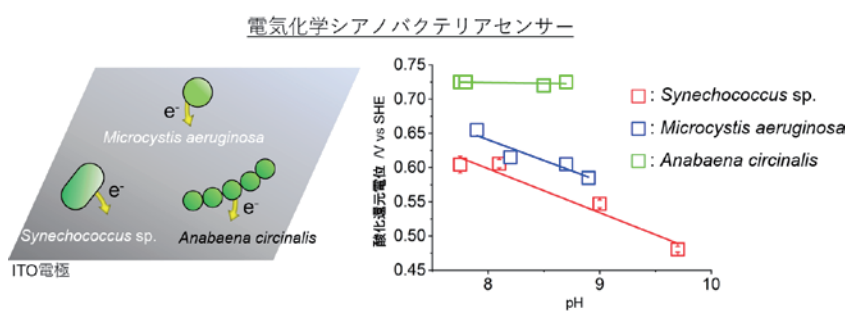 電気化学シアノバクテリアセンサー
e-
Microcystis aeruginosa
e-
e-
Synechococcus sp.
Anabaena circinalis
ITO電極
0.75
0.70
0.65
0.60
0.55
0.50
0.45
酸化還元電位 /V vs SHE
8
9
10
pH
: Synechococcus sp.
: Microcystis aeruginosa
: Anabaena circinalis